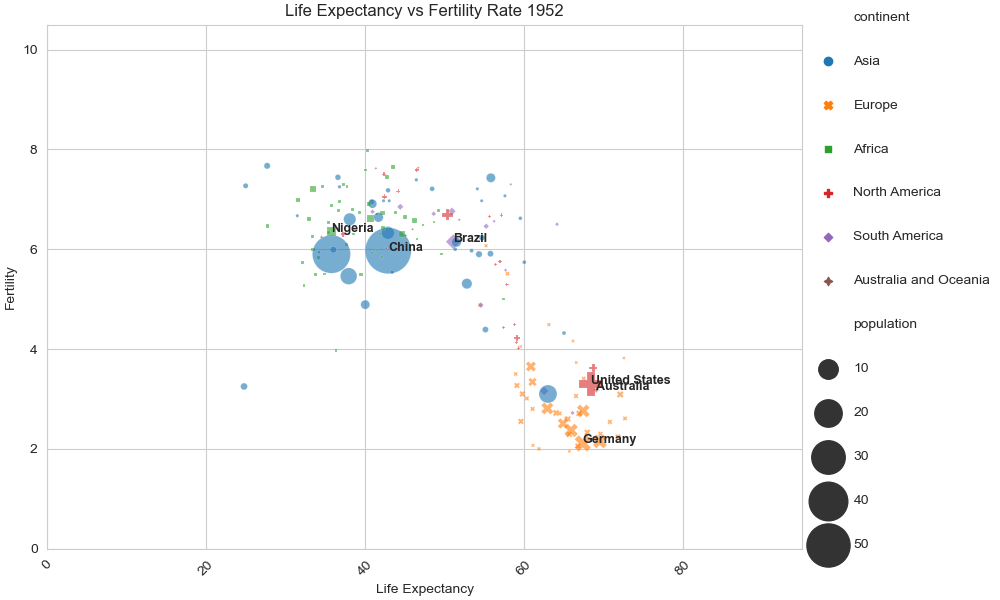 Life Expectancy vs Fertility Rate 1952
continent
Asia
Europe
Africa
North America
South America
Australia and Oceania
population
10
20
30
40
50
Fertility
10
8
6
4
2
0
Nigeria
China
Brazil
United States
Australia
Germany
0
20
40
60
80
Life Expectancy